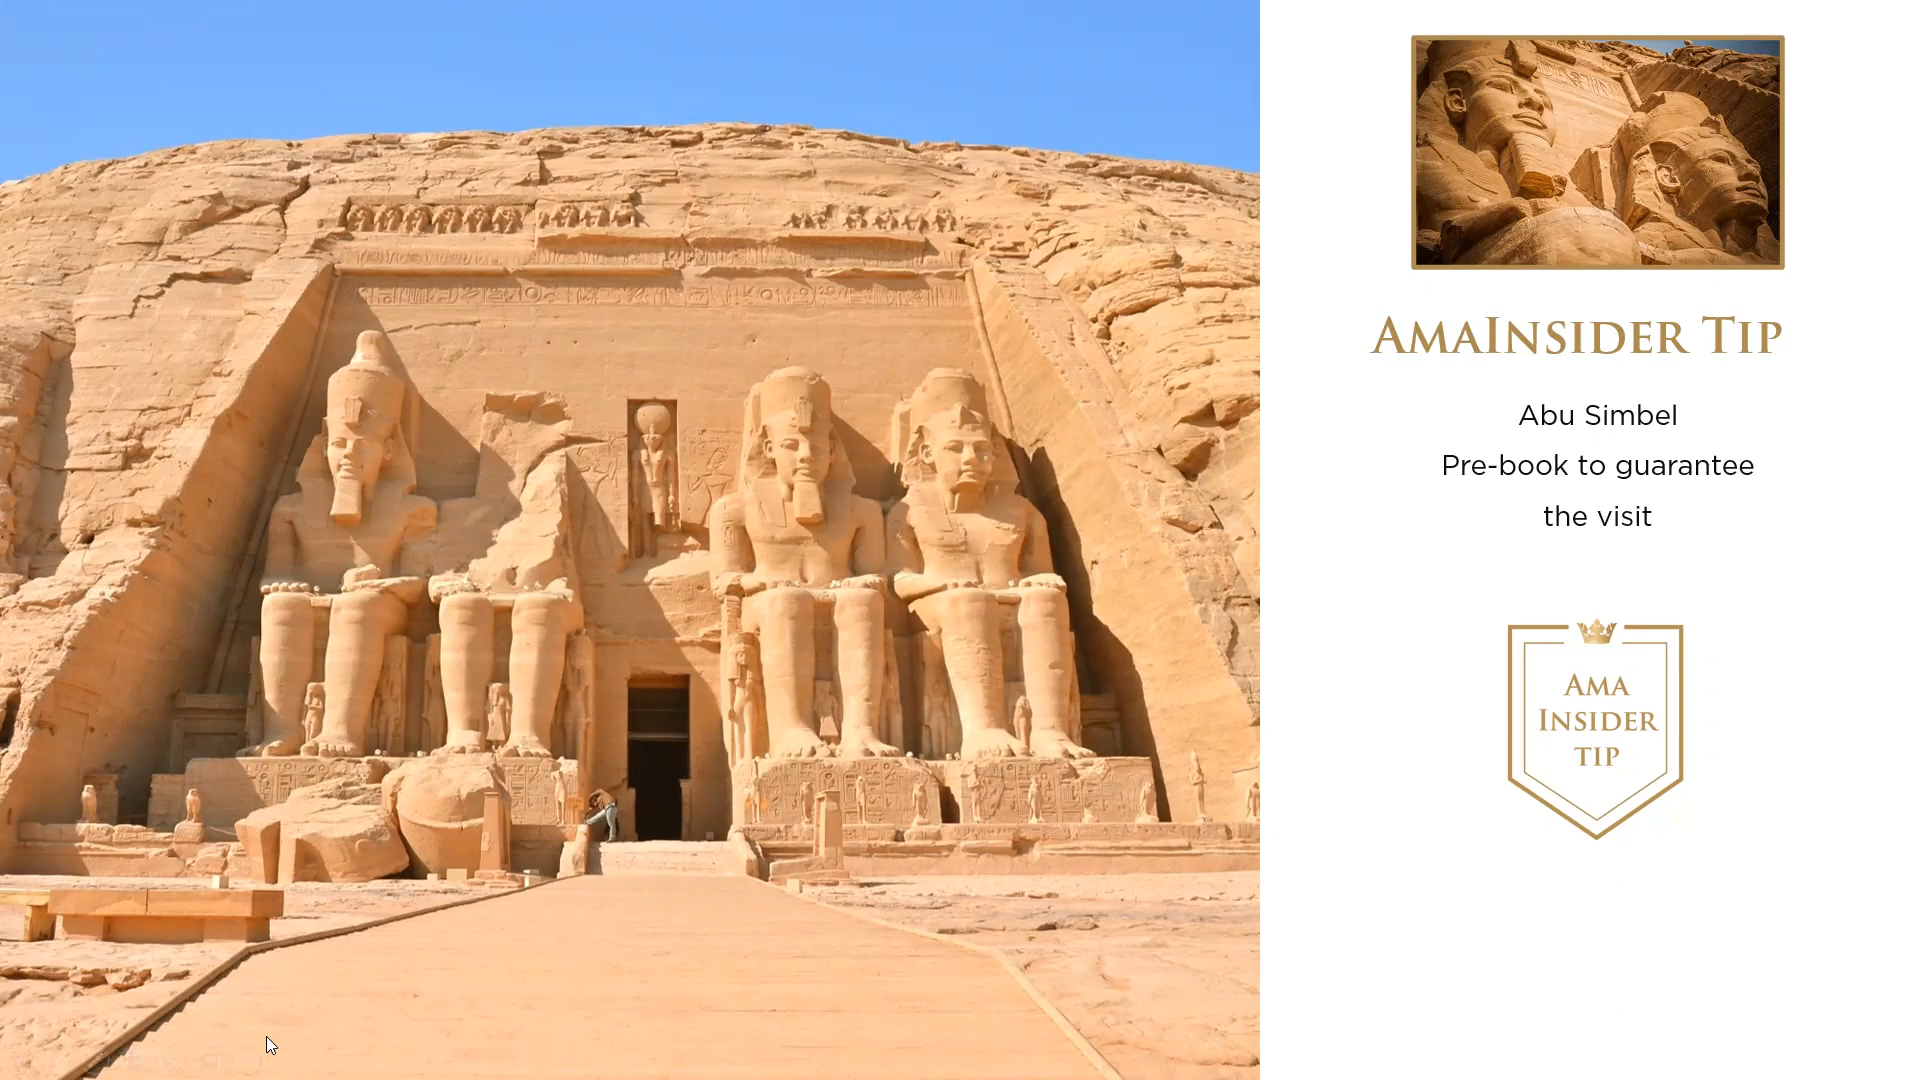 AmaInsider Tip
Abu Simbel
Pre-book to guarantee
the visit
Ama
Insider
tip